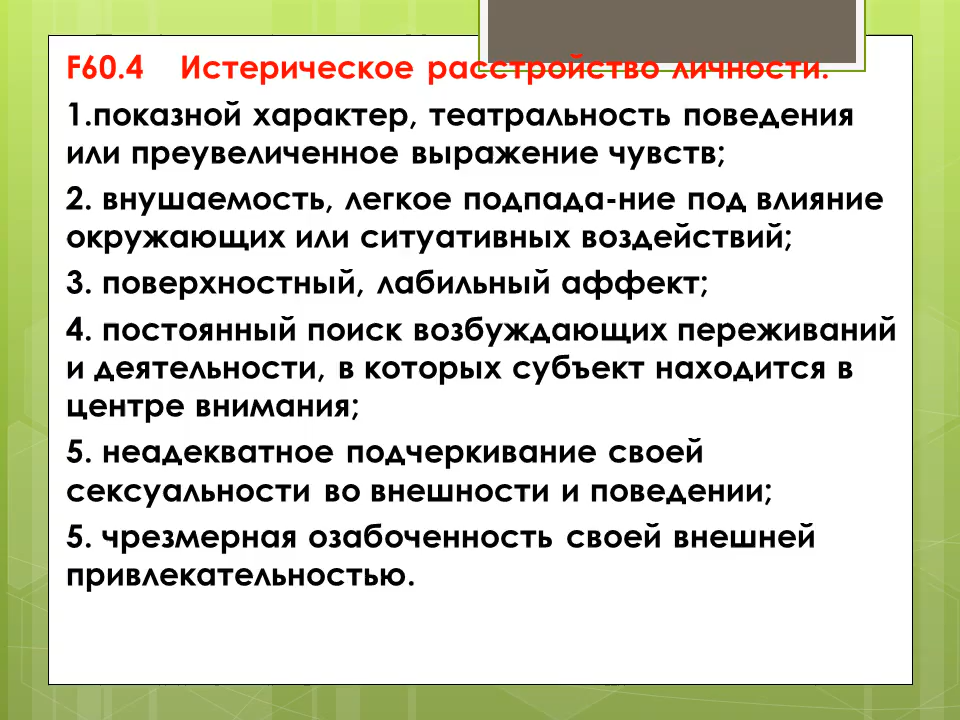 F60.4 Истерическое расстройство личности.
1.показной характер, театральность поведения
или преувеличенное выражение чувств;
2. внушаемость, легкое подпада-ние под влияние
окружающих или ситуативных воздействий;
3. поверхностный, лабильный аффект;
4. постоянный поиск возбуждающих переживаний
и деятельности, в которых субъект находится в
центре внимания;
5. неадекватное подчеркивание своей
сексуальности во внешности и поведении;
5. чрезмерная озабоченность своей внешней
привлекательностью.